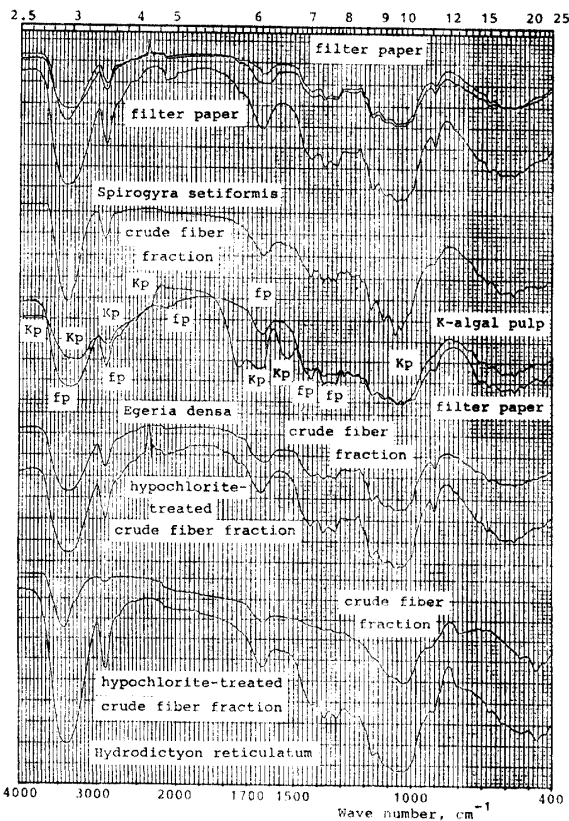 2.5 3 4 5 6 7 8 9 10 12 15 20 25
filter paper
filter paper
Spirogyra setiformis
crude fiber
fraction
Kp
fp
Kp
K-algal pulp
Kp
Kp
fp
Kp
fp
Kp
Kp
fp
fp
fp
filter paper
Egeria densa
crude fiber
fraction
hypochlorite-
treated
crude fiber fraction
crude fiber
fraction
hypochlorite-treated
crude fiber fraction
Hydrodictyon reticulatum
4000 3000 2000 1700 1500 1000 400
Wave number, cm-1